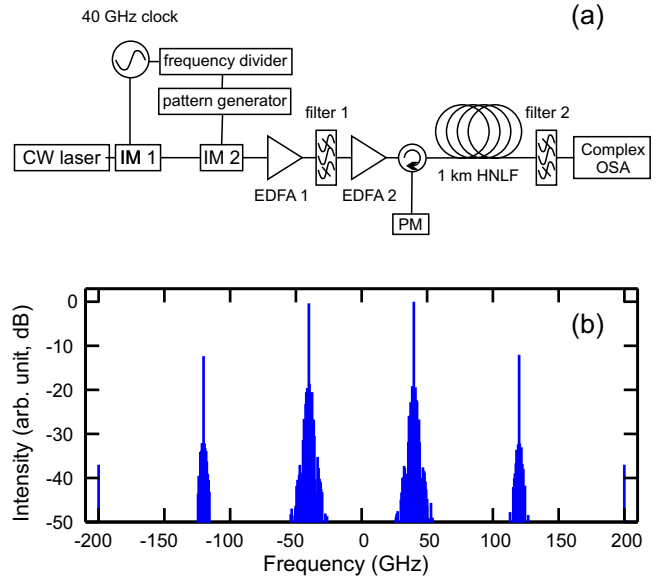 (a)
40 GHz clock
frequency divider
pattern generator
filter 1
filter 2
CW laser
IM 1
IM 2
EDFA 1
EDFA 2
1 km HNLF
Complex
OSA
PM
(b)
Intensity (arb. unit, dB)
0
-10
-20
-30
-40
-50
-200 -150 -100 -50 0 50 100 150 200
Frequency (GHz)